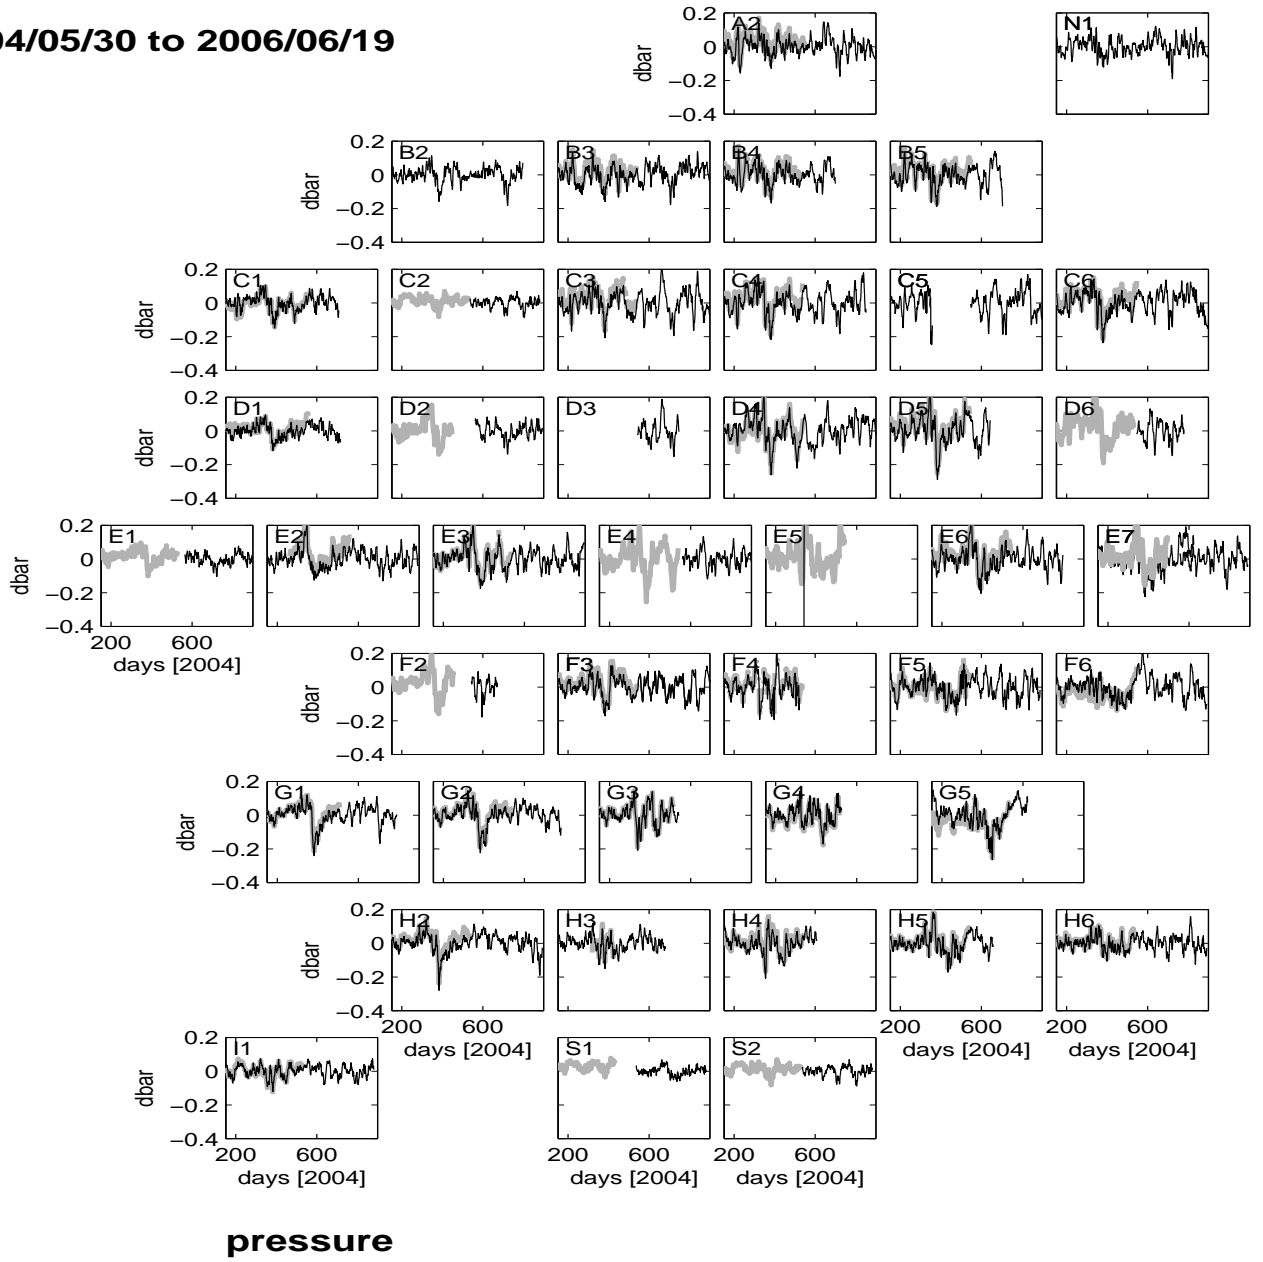 04/05/30 to 2006/06/19
A2 N1
0.2
0
−0.2
−0.4
dbar
B2 B3 B4 B5
0.2
0
−0.2
−0.4
dbar
C1 C2 C3 C4 C5 C6
0.2
0
−0.2
−0.4
dbar
D1 D2 D3 D4 D5 D6
0.2
0
−0.2
−0.4
dbar
E1 E2 E3 E4 E5 E6 E7
0.2
0
−0.2
−0.4
dbar
200 600
days [2004]
F2 F3 F4 F5 F6
0.2
0
−0.2
−0.4
dbar
G1 G2 G3 G4 G5
0.2
0
−0.2
−0.4
dbar
H2 H3 H4 H5 H6
0.2
0
−0.2
−0.4
dbar
200 600 200 600 200 600
days [2004] days [2004] days [2004]
I1 S1 S2
0.2
0
−0.2
−0.4
dbar
200 600 200 600 200 600
days [2004] days [2004] days [2004]
pressure